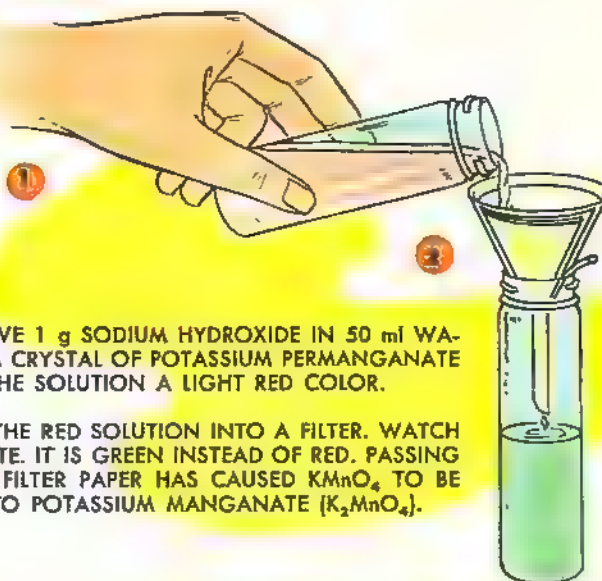 1
2
VE 1 g SODIUM HYDROXIDE IN 50 ml WA-
A CRYSTAL OF POTASSIUM PERMANGANATE
HE SOLUTION A LIGHT RED COLOR.
THE RED SOLUTION INTO A FILTER. WATCH
TE. IT IS GREEN INSTEAD OF RED. PASSING
FILTER PAPER HAS CAUSED KMnO₄ TO BE
TO POTASSIUM MANGANATE (K₂MnO₄).